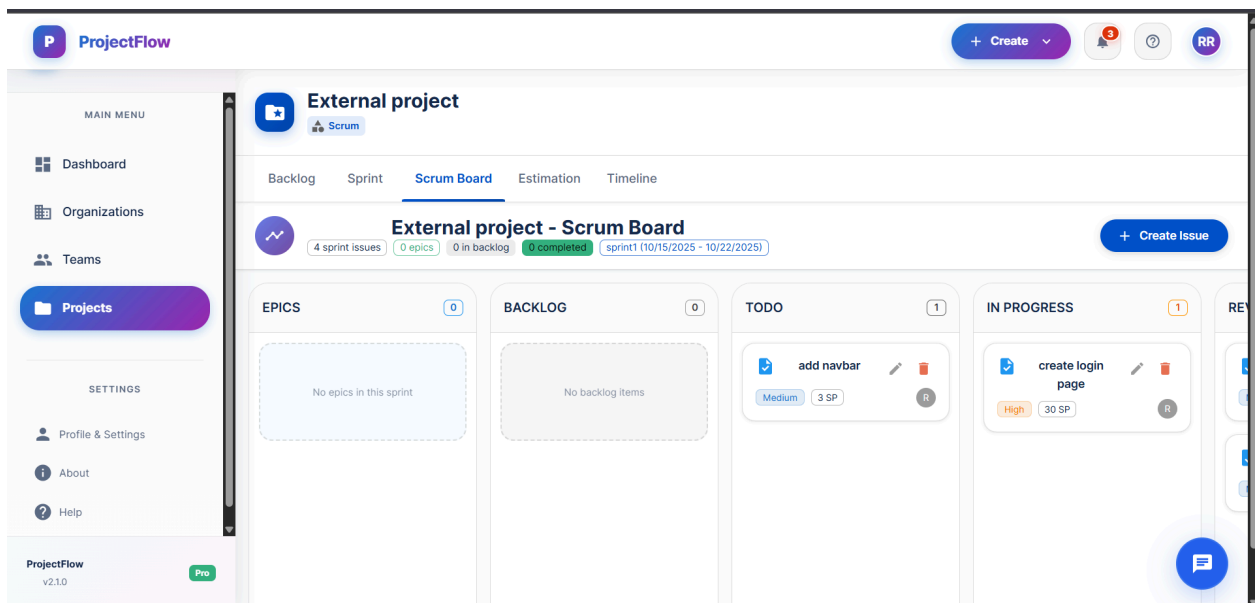 P ProjectFlow
+ Create
3
RR
MAIN MENU
Dashboard
Organizations
Teams
Projects
SETTINGS
Profile & Settings
About
Help
ProjectFlow
v2.1.0
Pro
External project
Scrum
Backlog Sprint Scrum Board Estimation Timeline
External project - Scrum Board
4 sprint issues 0 epics 0 in backlog 0 completed sprint1 (10/15/2025 - 10/22/2025)
+ Create Issue
EPICS 0
No epics in this sprint
BACKLOG 0
No backlog items
TODO 1
add navbar
Medium 3 SP R
IN PROGRESS 1
create login
page
High 30 SP R